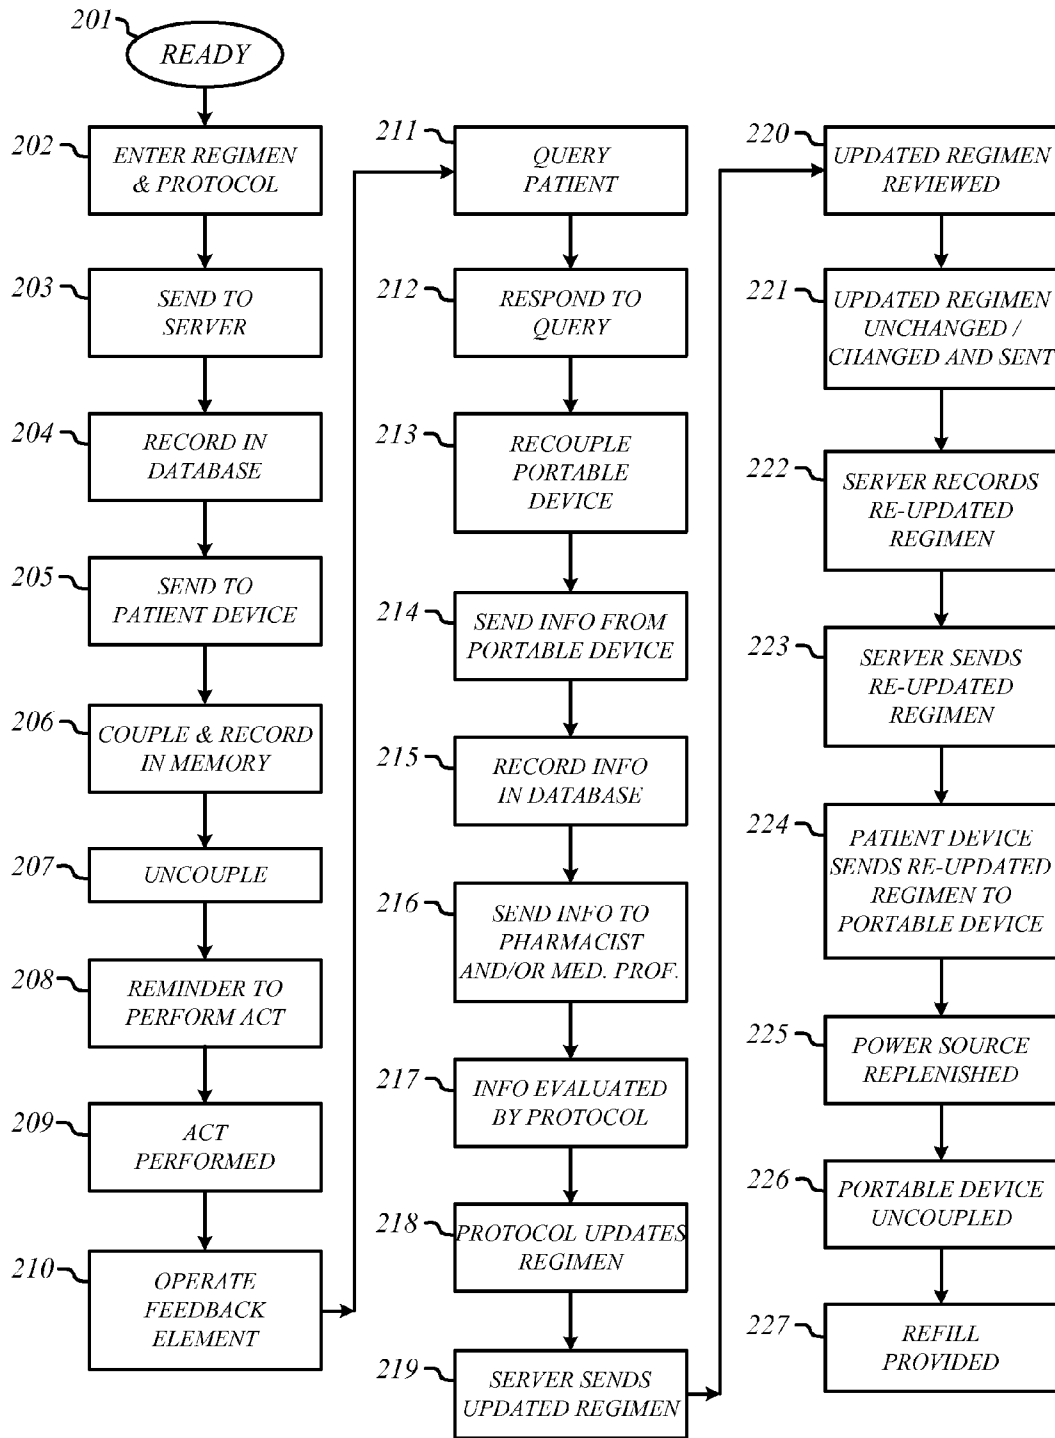 201
READY
202
ENTER REGIMEN
& PROTOCOL
203
SEND TO
SERVER
204
RECORD IN
DATABASE
205
SEND TO
PATIENT DEVICE
206
COUPLE & RECORD
IN MEMORY
207
UNCOUPLE
208
REMINDER TO
PERFORM ACT
209
ACT
PERFORMED
210
OPERATE
FEEDBACK
ELEMENT
211
QUERY
PATIENT
212
RESPOND TO
QUERY
213
RECOUPLE
PORTABLE
DEVICE
214
SEND INFO FROM
PORTABLE DEVICE
215
RECORD INFO
IN DATABASE
216
SEND INFO TO
PHARMACIST
AND/OR MED. PROF.
217
INFO EVALUATED
BY PROTOCOL
218
PROTOCOL UPDATES
REGIMEN
219
SERVER SENDS
UPDATED REGIMEN
220
UPDATED REGIMEN
REVIEWED
221
UPDATED REGIMEN
UNCHANGED /
CHANGED AND SENT
222
SERVER RECORDS
RE-UPDATED
REGIMEN
223
SERVER SENDS
RE-UPDATED
REGIMEN
224
PATIENT DEVICE
SENDS RE-UPDATED
REGIMEN TO
PORTABLE DEVICE
225
POWER SOURCE
REPLENISHED
226
PORTABLE DEVICE
UNCOUPLED
227
REFILL
PROVIDED